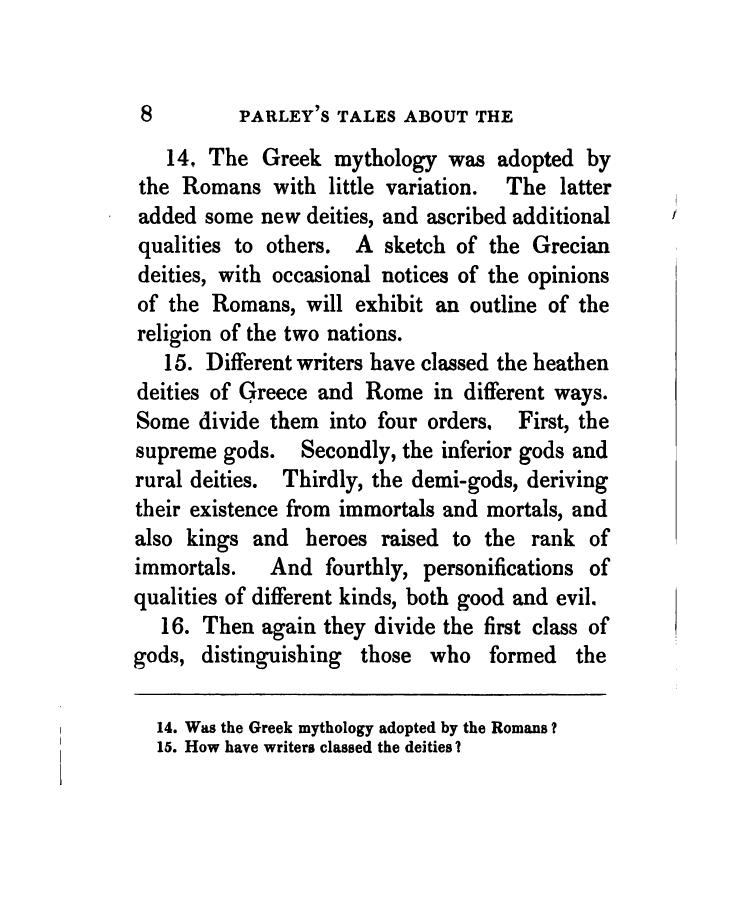 8 PARLEY'S TALES ABOUT THE
14. The Greek mythology was adopted by
the Romans with little variation. The latter
added some new deities, and ascribed additional
qualities to others. A sketch of the Grecian
deities, with occasional notices of the opinions
of the Romans, will exhibit an outline of the
religion of the two nations.
15. Different writers have classed the heathen
deities of Greece and Rome in different ways.
Some divide them into four orders. First, the
supreme gods. Secondly, the inferior gods and
rural deities. Thirdly, the demi-gods, deriving
their existence from immortals and mortals, and
also kings and heroes raised to the rank of
immortals. And fourthly, personifications of
qualities of different kinds, both good and evil.
16. Then again they divide the first class of
gods, distinguishing those who formed the
14. Was the Greek mythology adopted by the Romans?
15. How have writers classed the deities?